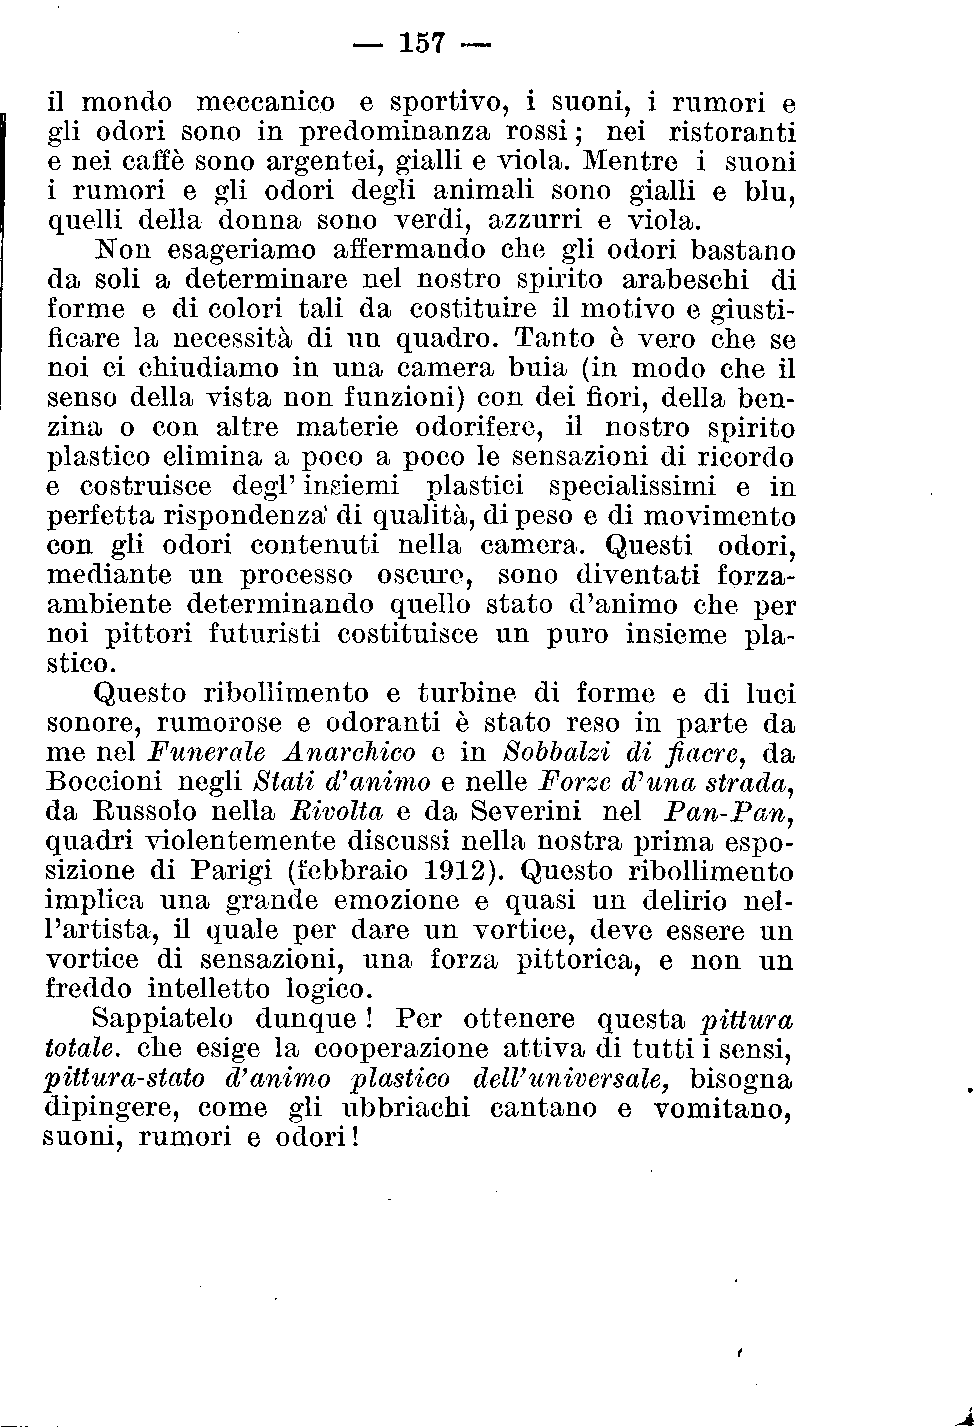 — 157 —
il mondo meccanico e sportivo, i suoni, i rumori e
gli odori sono in predominanza rossi; nei ristoranti
e nei caffè sono argentei, gialli e viola. Mentre i suoni
i rumori e gli odori degli animali sono gialli e blu,
quelli della donna sono verdi, azzurri e viola.
Non esageriamo affermando che gli odori bastano
da soli a determinare nel nostro spirito arabeschi di
forme e di colori tali da costituire il motivo e giusti-
ficare la necessità di un quadro. Tanto è vero che se
noi ci chiudiamo in una camera buia (in modo che il
senso della vista non funzioni) con dei fiori, della ben-
zina o con altre materie odorifere, il nostro spirito
plastico elimina a poco a poco le sensazioni di ricordo
e costruisce degl' insiemi plastici specialissimi e in
perfetta rispondenza di qualità, di peso e di movimento
con gli odori contenuti nella camera. Questi odori,
mediante un processo oscuro, sono diventati forza-
ambiente determinando quello stato d'animo che per
noi pittori futuristi costituisce un puro insieme pla-
stico.
Questo ribollimento e turbine di forme e di luci
sonore, rumorose e odoranti è stato reso in parte da
me nel Funerale Anarchico e in Sobbalzi di fiacre, da
Boccioni negli Stati d'animo e nelle Forze d'una strada,
da Russolo nella Rivolta e da Severini nel Pan-Pan,
quadri violentemente discussi nella nostra prima espo-
sizione di Parigi (febbraio 1912). Questo ribollimento
implica una grande emozione e quasi un delirio nel-
l'artista, il quale per dare un vortice, deve essere un
vortice di sensazioni, una forza pittorica, e non un
freddo intelletto logico.
Sappiatelo dunque! Per ottenere questa pittura
totale. che esige la cooperazione attiva di tutti i sensi,
pittura-stato d'animo plastico dell'universale, bisogna
dipingere, come gli ubbriachi cantano e vomitano,
suoni, rumori e odori!